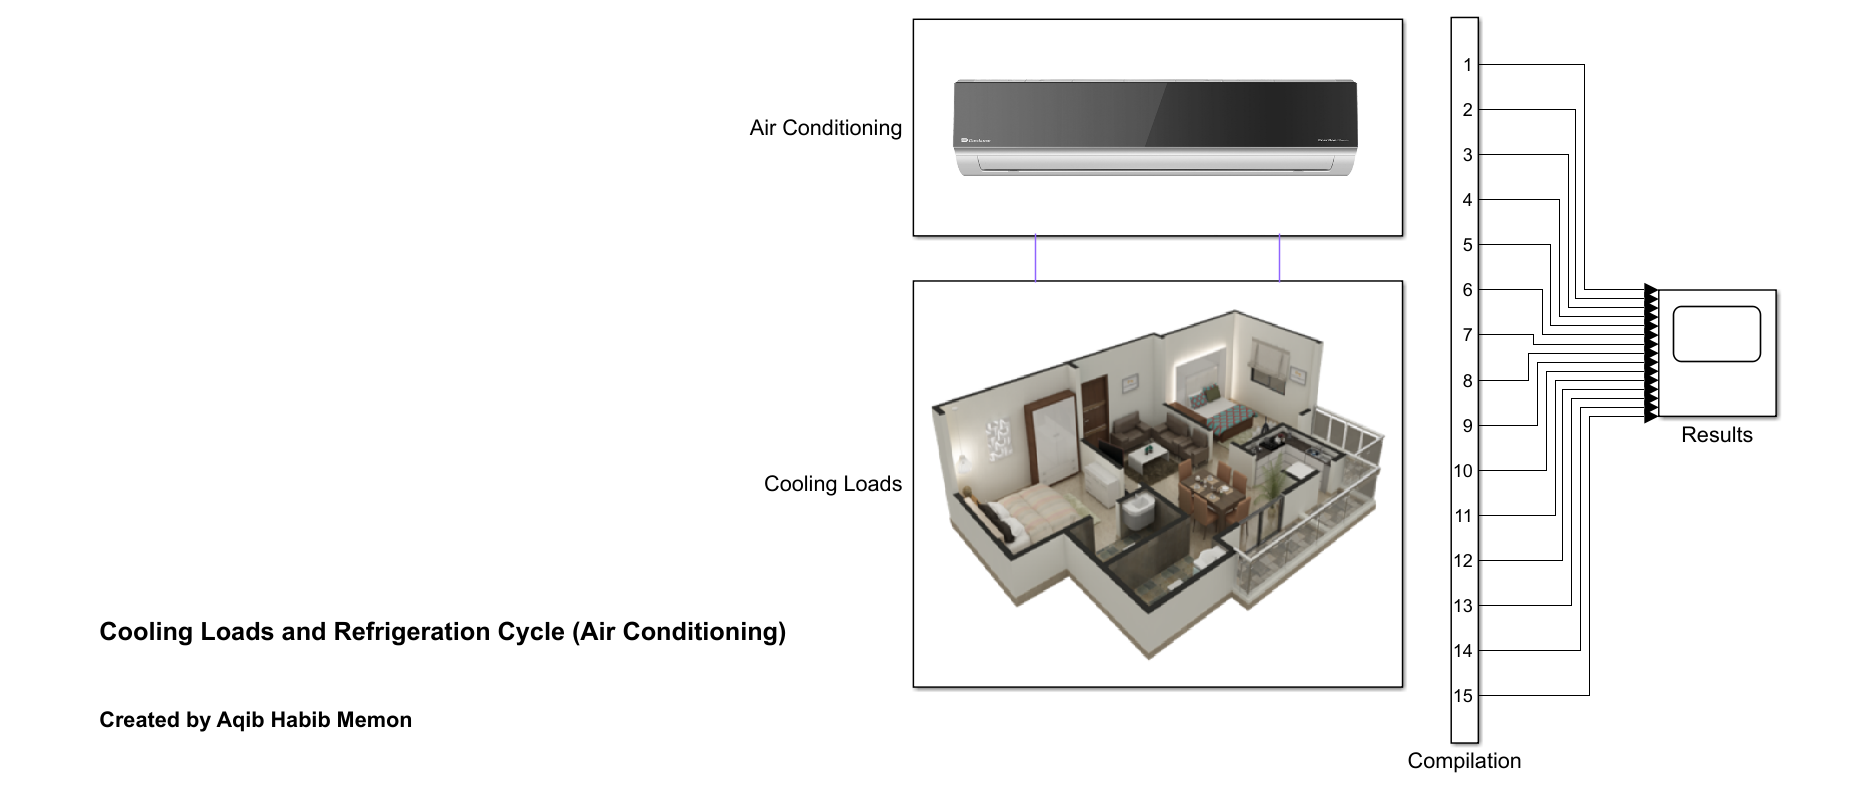 Air Conditioning
Cooling Loads
Cooling Loads and Refrigeration Cycle (Air Conditioning)
Created by Aqib Habib Memon
1
2
3
4
5
6
7
8
9
10
11
12
13
14
15
Compilation
Results